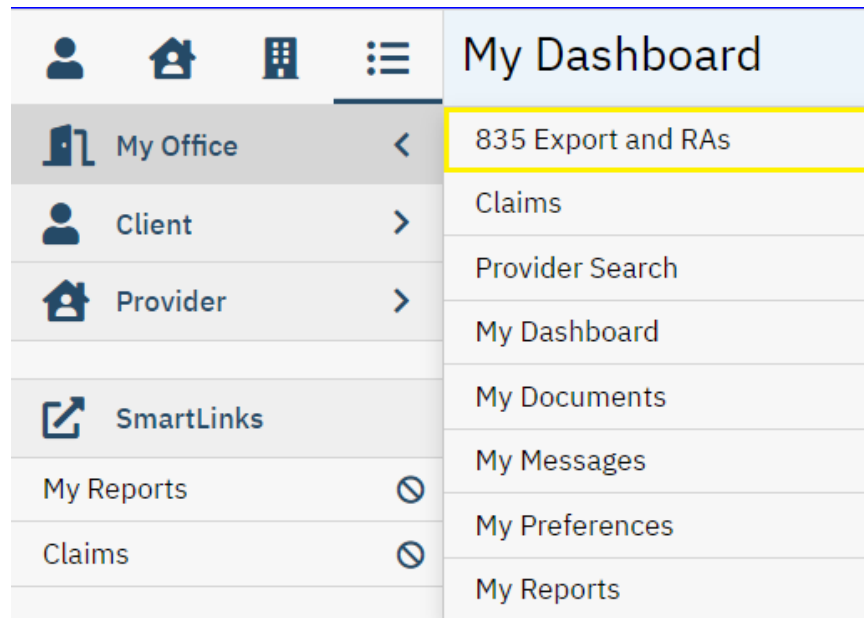 My Dashboard
My Office
Client
Provider
SmartLinks
My Reports
Claims
835 Export and RAs
Claims
Provider Search
My Dashboard
My Documents
My Messages
My Preferences
My Reports